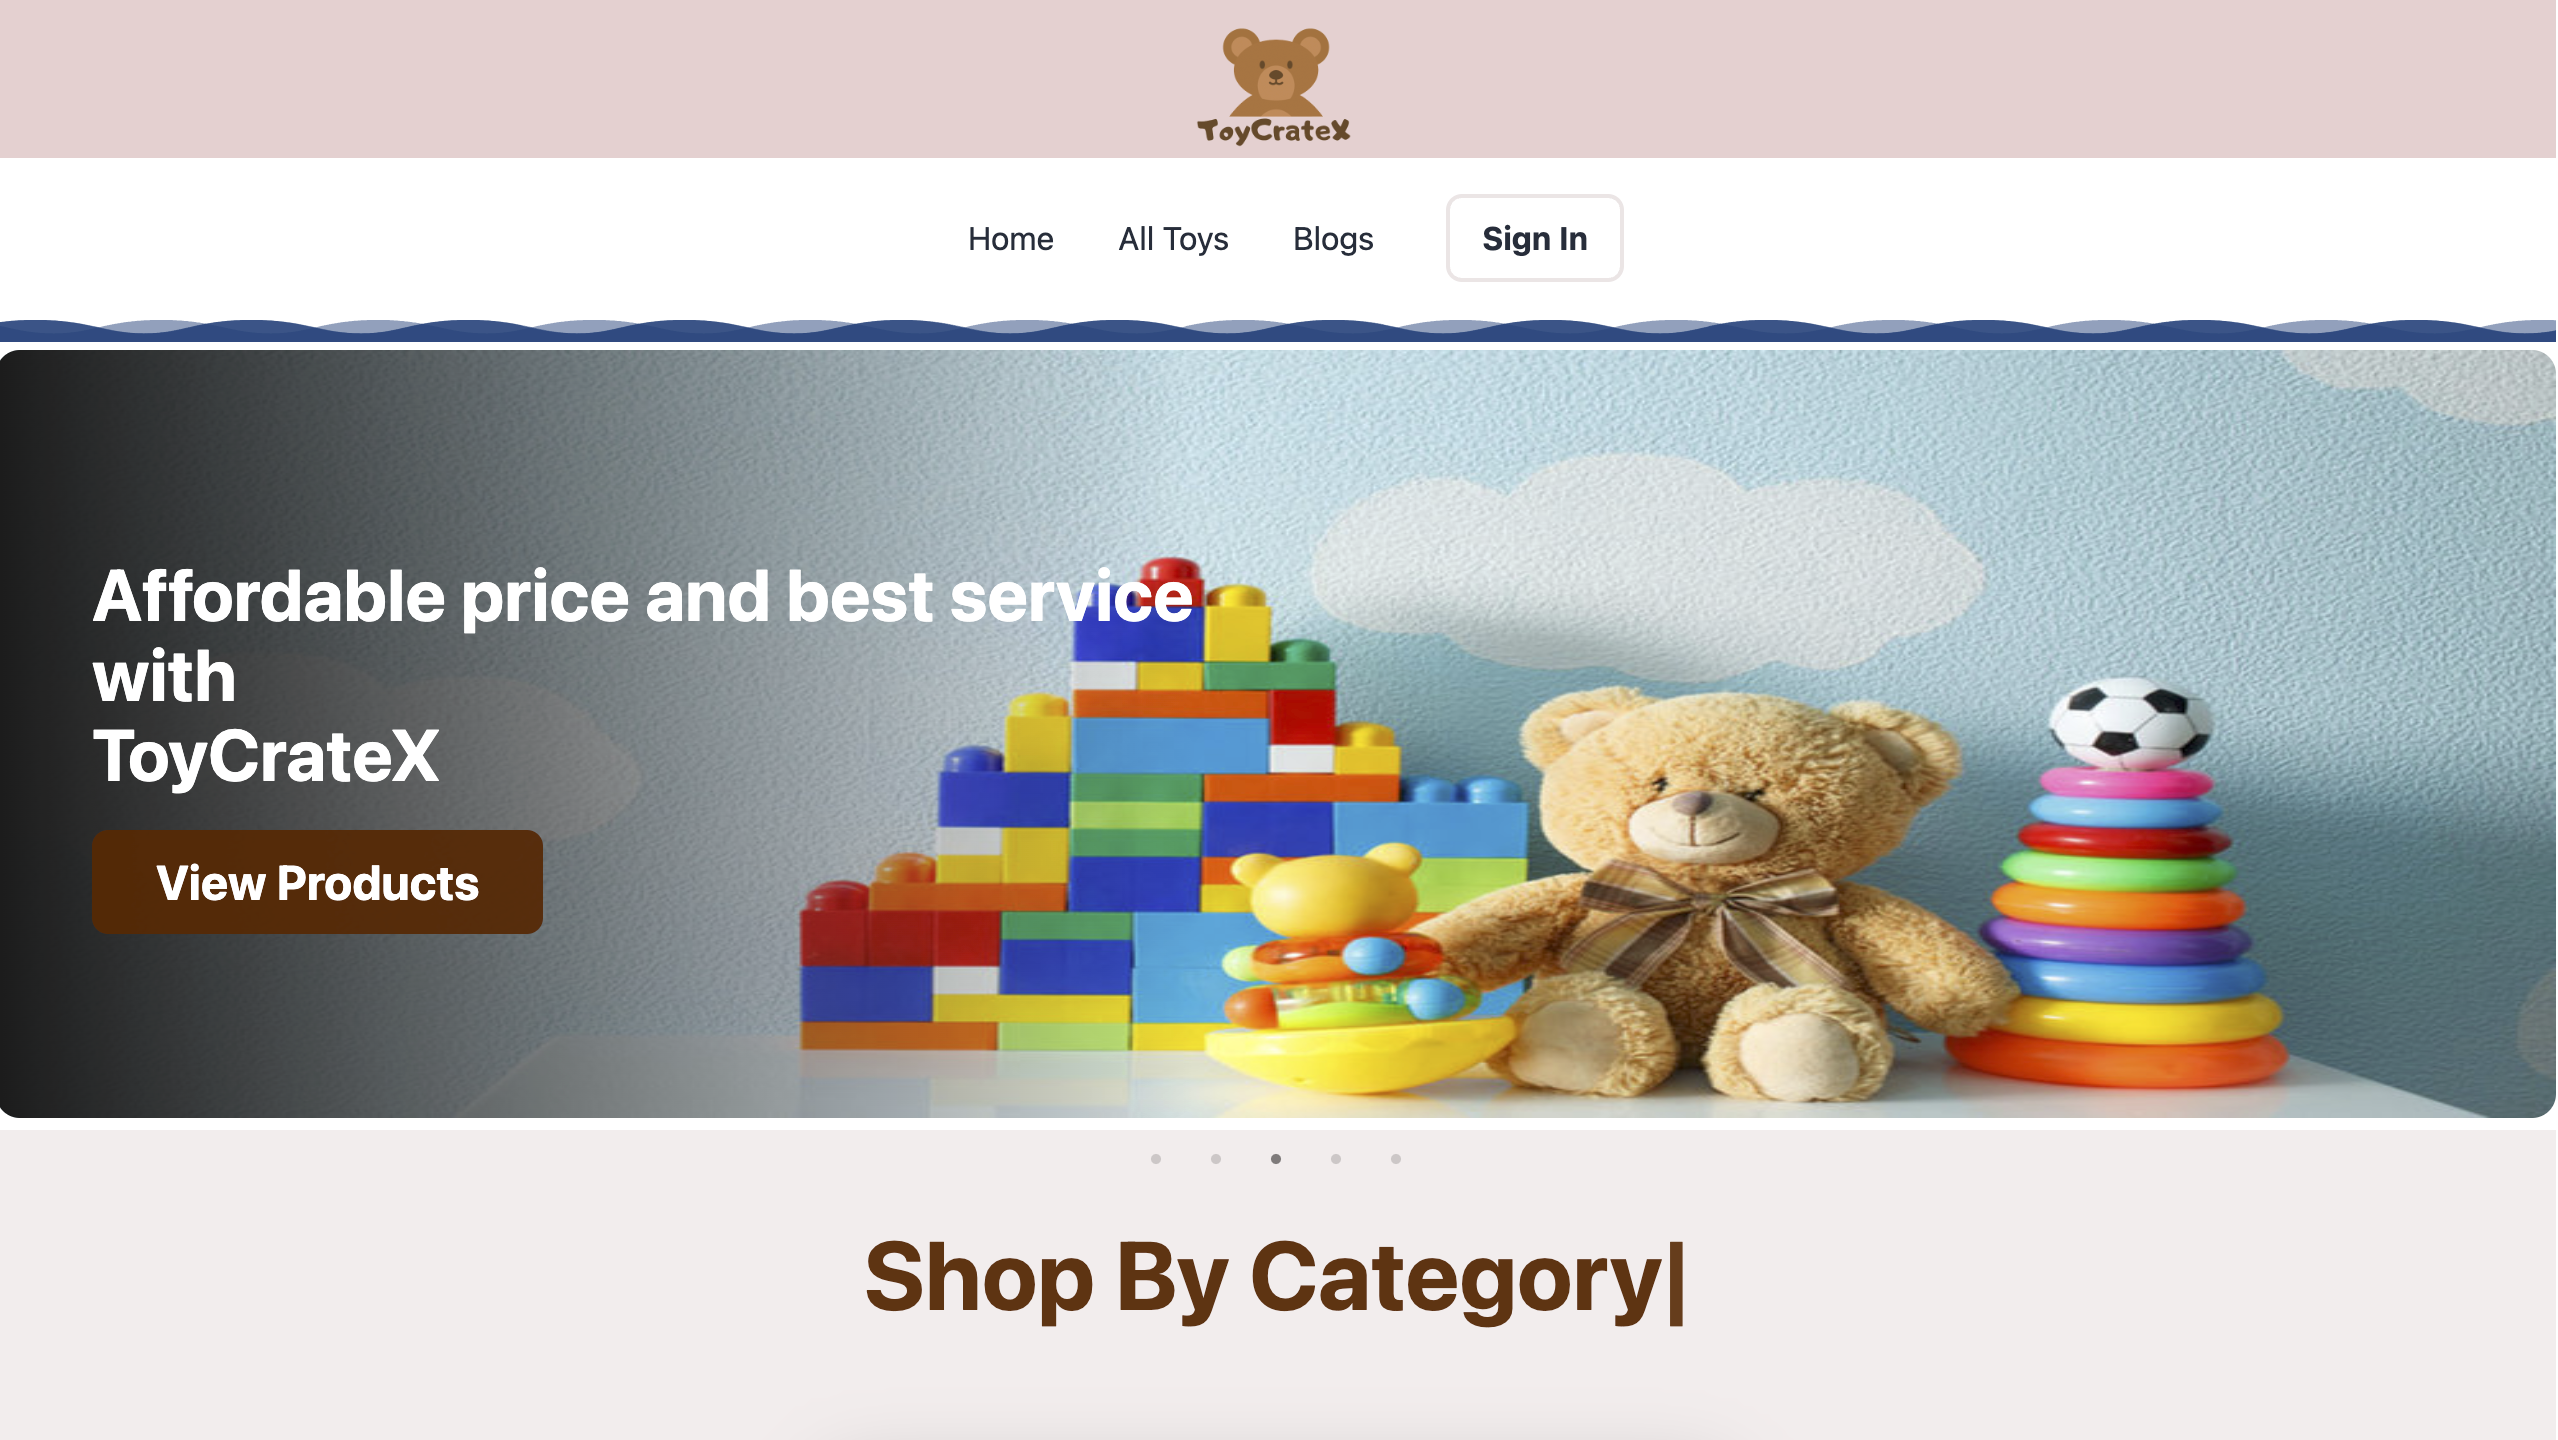 ToyCrateX
Home All Toys Blogs Sign In
Affordable price and best service
with
ToyCrateX
View Products
Shop By Category|